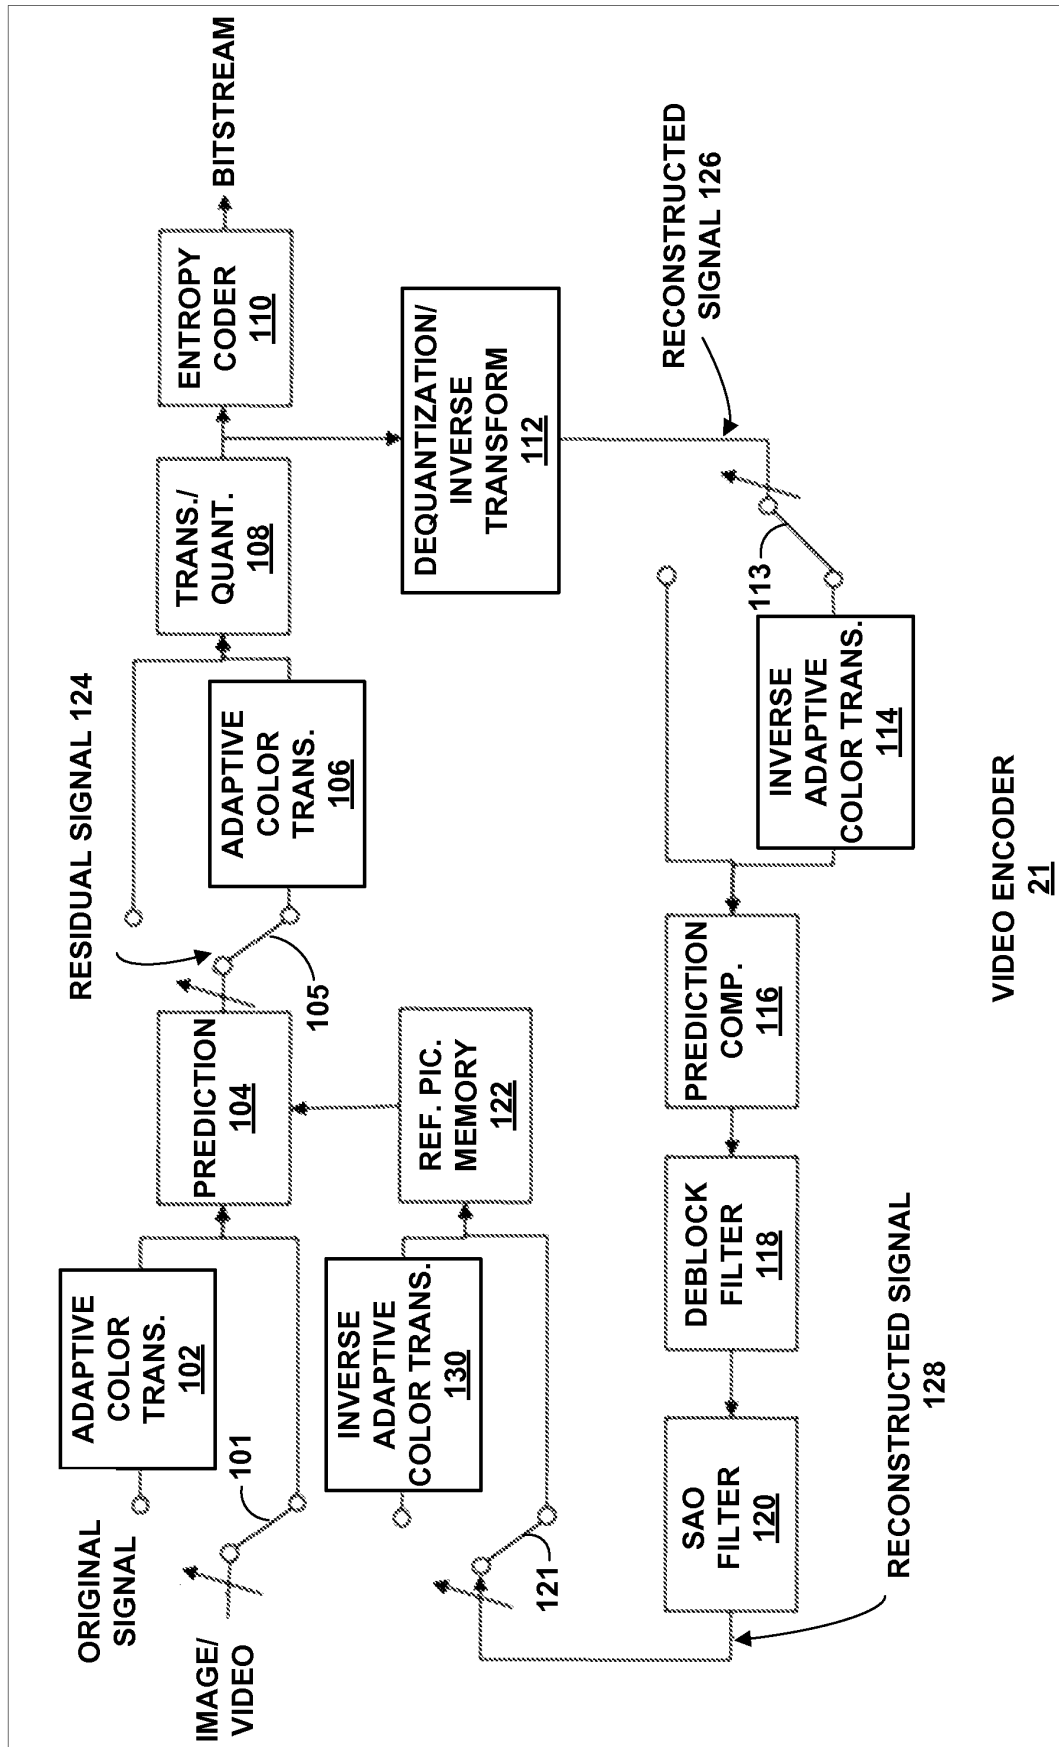 ORIGINAL
SIGNAL
IMAGE/
VIDEO
101
ADAPTIVE
COLOR
TRANS.
102
PREDICTION
104
RESIDUAL SIGNAL 124
105
ADAPTIVE
COLOR
TRANS.
106
TRANS./
QUANT.
108
ENTROPY
CODER
110
BITSTREAM
121
INVERSE
ADAPTIVE
COLOR TRANS.
130
REF. PIC.
MEMORY
122
DEQUANTIZATION/
INVERSE
TRANSFORM
112
RECONSTRUCTED
SIGNAL 126
113
INVERSE
ADAPTIVE
COLOR TRANS.
114
PREDICTION
COMP.
116
DEBLOCK
FILTER
118
SAO
FILTER
120
RECONSTRUCTED SIGNAL
128
VIDEO ENCODER
21